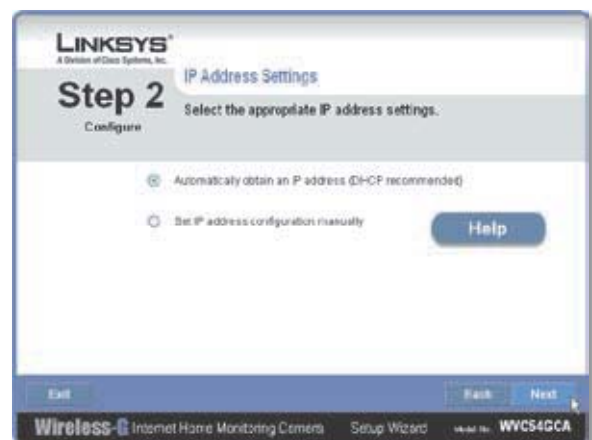 LINKSYS®
A Division of Cisco Systems, Inc.
Step 2
Configure
IP Address Settings
Select the appropriate IP address settings.
Automatically obtain an IP address (DHCP recommended)
Set IP address configuration manually
Help
Exit
Back
Next
Wireless-G Internet Home Monitoring Camera
Setup Wizard
Model No. WVC54GCA